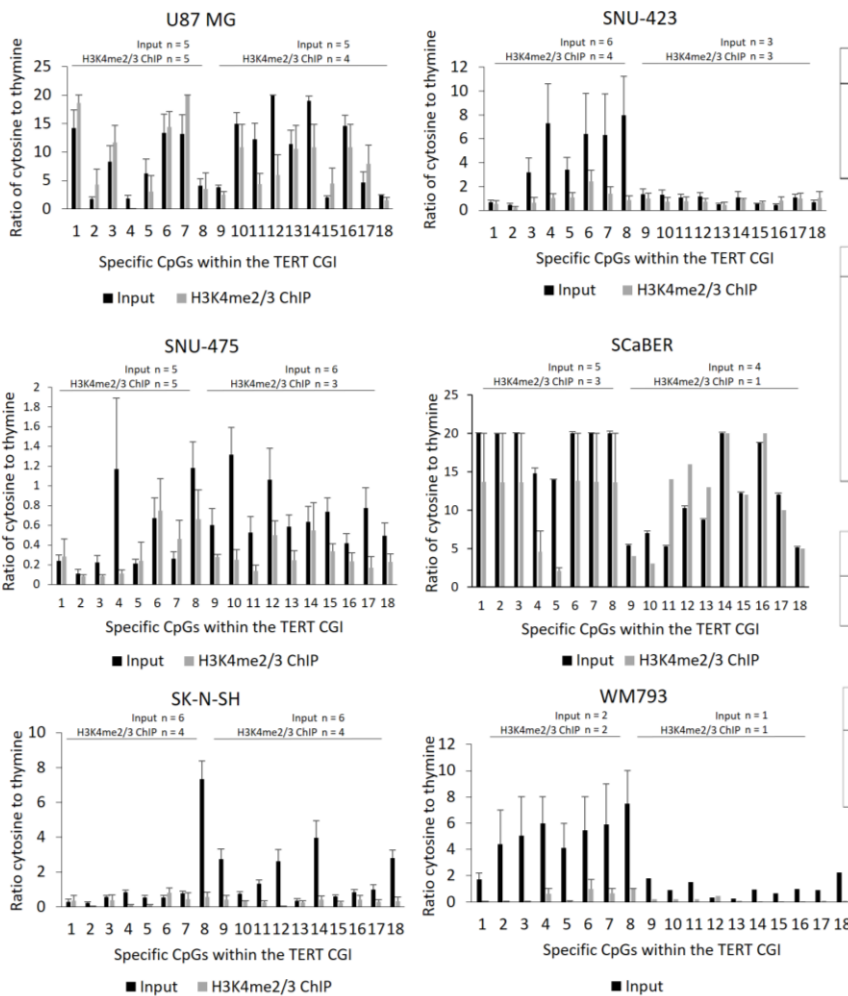 U87 MG
Input n = 5
H3K4me2/3 ChIP n = 5
Input n = 5
H3K4me2/3 ChIP n = 4
Ratio of cytosine to thymine
25
20
15
10
5
0
1 2 3 4 5 6 7 8 9 10 11 12 13 14 15 16 17 18
Specific CpGs within the TERT CGI
Input H3K4me2/3 ChIP
SNU-423
Input n = 6
H3K4me2/3 ChIP n = 4
Input n = 3
H3K4me2/3 ChIP n = 3
Ratio of cytosine to thymine
12
10
8
6
4
2
0
1 2 3 4 5 6 7 8 9 10 11 12 13 14 15 16 17 18
Specific CpGs within the TERT CGI
Input H3K4me2/3 ChIP
SNU-475
Input n = 5
H3K4me2/3 ChIP n = 5
Input n = 6
H3K4me2/3 ChIP n = 3
Ratio of cytosine to thymine
2
1.8
1.6
1.4
1.2
1
0.8
0.6
0.4
0.2
0
1 2 3 4 5 6 7 8 9 10 11 12 13 14 15 16 17 18
Specific CpGs within the TERT CGI
Input H3K4me2/3 ChIP
SCaBER
Input n = 5
H3K4me2/3 ChIP n = 3
Input n = 4
H3K4me2/3 ChIP n = 1
Ratio of cytosine to thymine
25
20
15
10
5
0
1 2 3 4 5 6 7 8 9 10 11 12 13 14 15 16 17 18
Specific CpGs within the TERT CGI
Input H3K4me2/3 ChIP
SK-N-SH
Input n = 6
H3K4me2/3 ChIP n = 4
Input n = 6
H3K4me2/3 ChIP n = 4
Ratio cytosine to thymine
10
8
6
4
2
0
1 2 3 4 5 6 7 8 9 10 11 12 13 14 15 16 17 18
Specific CpGs within the TERT CGI
Input H3K4me2/3 ChIP
WM793
Input n = 2
H3K4me2/3 ChIP n = 2
Input n = 1
H3K4me2/3 ChIP n = 1
Ratio of cytosine to thymine
12
10
8
6
4
2
0
1 2 3 4 5 6 7 8 9 10 11 12 13 14 15 16 17 18
Specific CpGs within the TERT CGI
Input